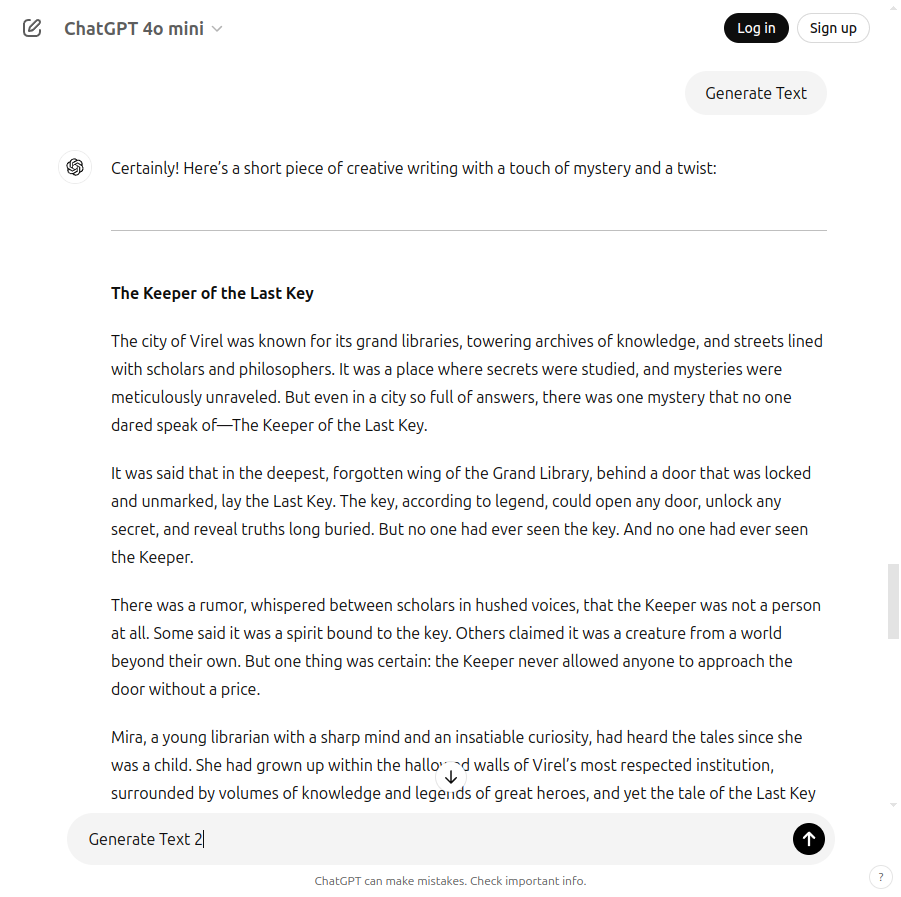 ChatGPT 4o mini
Log in
Sign up
Generate Text
Certainly! Here’s a short piece of creative writing with a touch of mystery and a twist:
The Keeper of the Last Key
The city of Virel was known for its grand libraries, towering archives of knowledge, and streets lined
with scholars and philosophers. It was a place where secrets were studied, and mysteries were
meticulously unraveled. But even in a city so full of answers, there was one mystery that no one
dared speak of—The Keeper of the Last Key.
It was said that in the deepest, forgotten wing of the Grand Library, behind a door that was locked
and unmarked, lay the Last Key. The key, according to legend, could open any door, unlock any
secret, and reveal truths long buried. But no one had ever seen the key. And no one had ever seen
the Keeper.
There was a rumor, whispered between scholars in hushed voices, that the Keeper was not a person
at all. Some said it was a spirit bound to the key. Others claimed it was a creature from a world
beyond their own. But one thing was certain: the Keeper never allowed anyone to approach the
door without a price.
Mira, a young librarian with a sharp mind and an insatiable curiosity, had heard the tales since she
was a child. She had grown up within the hallowed walls of Virel’s most respected institution,
surrounded by volumes of knowledge and legends of great heroes, and yet the tale of the Last Key
Generate Text 2
ChatGPT can make mistakes. Check important info.
?